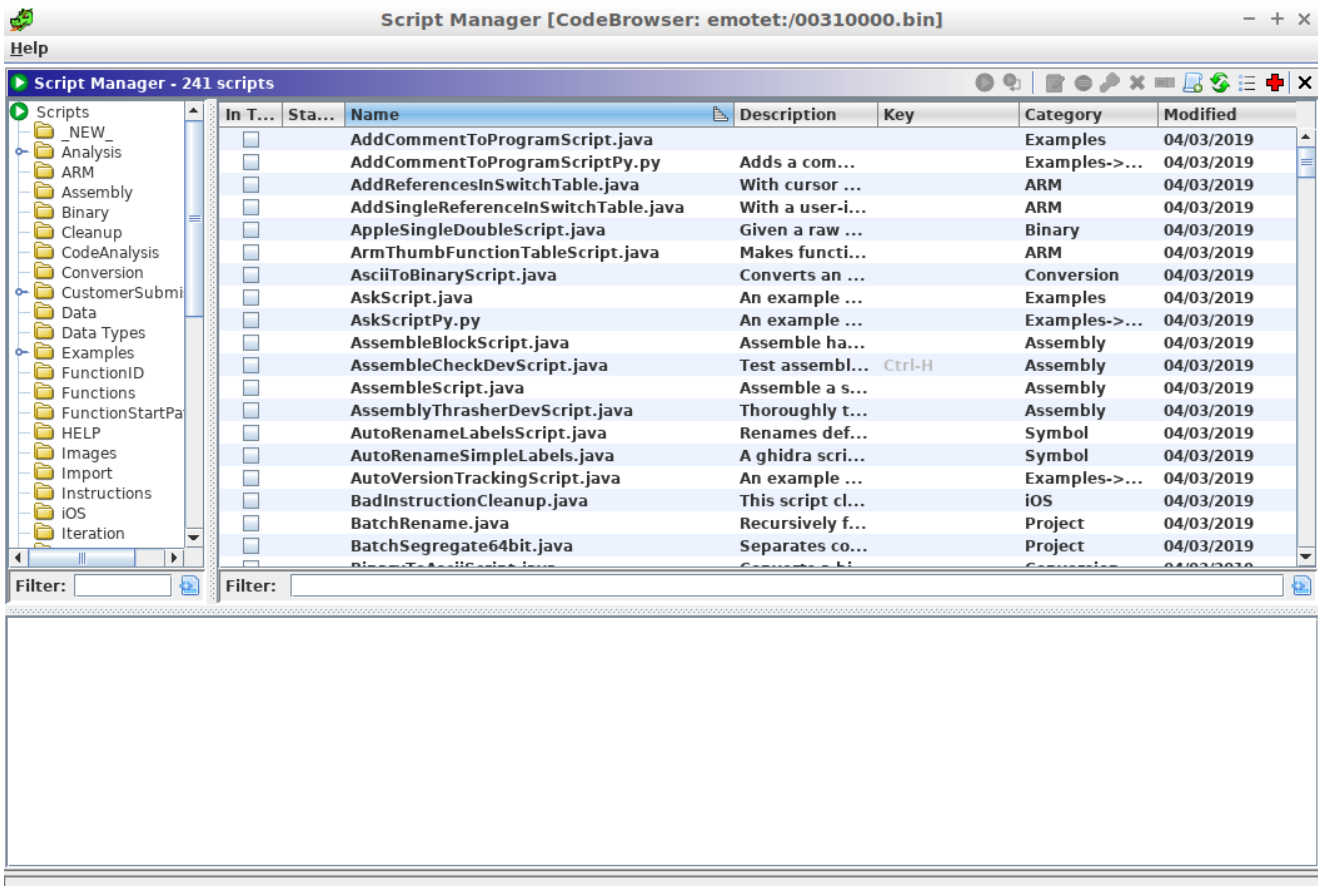 Script Manager [CodeBrowser: emotet:/00310000.bin]
Help
Script Manager - 241 scripts
Scripts
_NEW_
Analysis
ARM
Assembly
Binary
Cleanup
CodeAnalysis
Conversion
CustomerSubmi
Data
Data Types
Examples
FunctionID
Functions
FunctionStartPa
HELP
Images
Import
Instructions
iOS
Iteration
Filter:
In T... Sta... Name Description Key Category Modified
AddCommentToProgramScript.java Examples 04/03/2019
AddCommentToProgramScriptPy.py Adds a com... Examples->... 04/03/2019
AddReferencesInSwitchTable.java With cursor ... ARM 04/03/2019
AddSingleReferenceInSwitchTable.java With a user-i... ARM 04/03/2019
AppleSingleDoubleScript.java Given a raw ... Binary 04/03/2019
ArmThumbFunctionTableScript.java Makes functi... ARM 04/03/2019
AsciiToBinaryScript.java Converts an ... Conversion 04/03/2019
AskScript.java An example ... Examples 04/03/2019
AskScriptPy.py An example ... Examples->... 04/03/2019
AssembleBlockScript.java Assemble ha... Assembly 04/03/2019
AssembleCheckDevScript.java Test assembl... Ctrl-H Assembly 04/03/2019
AssembleScript.java Assemble a s... Assembly 04/03/2019
AssemblyThrasherDevScript.java Thoroughly t... Assembly 04/03/2019
AutoRenameLabelsScript.java Renames def... Symbol 04/03/2019
AutoRenameSimpleLabels.java A ghidra scri... Symbol 04/03/2019
AutoVersionTrackingScript.java An example ... Examples->... 04/03/2019
BadInstructionCleanup.java This script cl... iOS 04/03/2019
BatchRename.java Recursively f... Project 04/03/2019
BatchSegregate64bit.java Separates co... Project 04/03/2019
Filter: